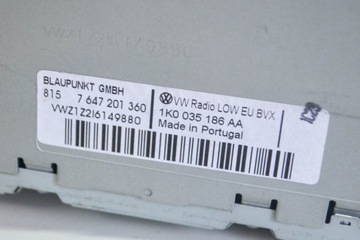 BLAUPUNKT GMBH
815 7 647 201 360
VWZ1Z2I6149880
VW Radio LOW EU BVX
1K0 035 186 AA
Made in Portugal